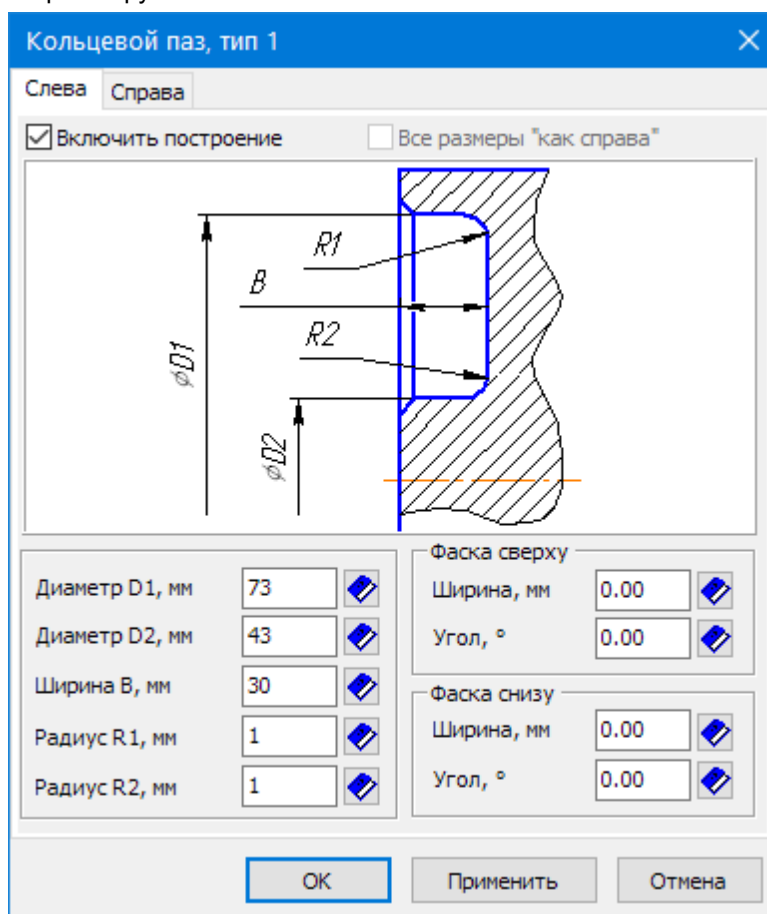 Кольцевой паз, тип 1
Слева Справа
Включить построение Все размеры "как справа"
R1
B
R2
⌀D1
⌀D2
Диаметр D1, мм 73
Диаметр D2, мм 43
Ширина B, мм 30
Радиус R1, мм 1
Радиус R2, мм 1
Фаска сверху
Ширина, мм 0.00
Угол, ° 0.00
Фаска снизу
Ширина, мм 0.00
Угол, ° 0.00
OK Применить Отмена